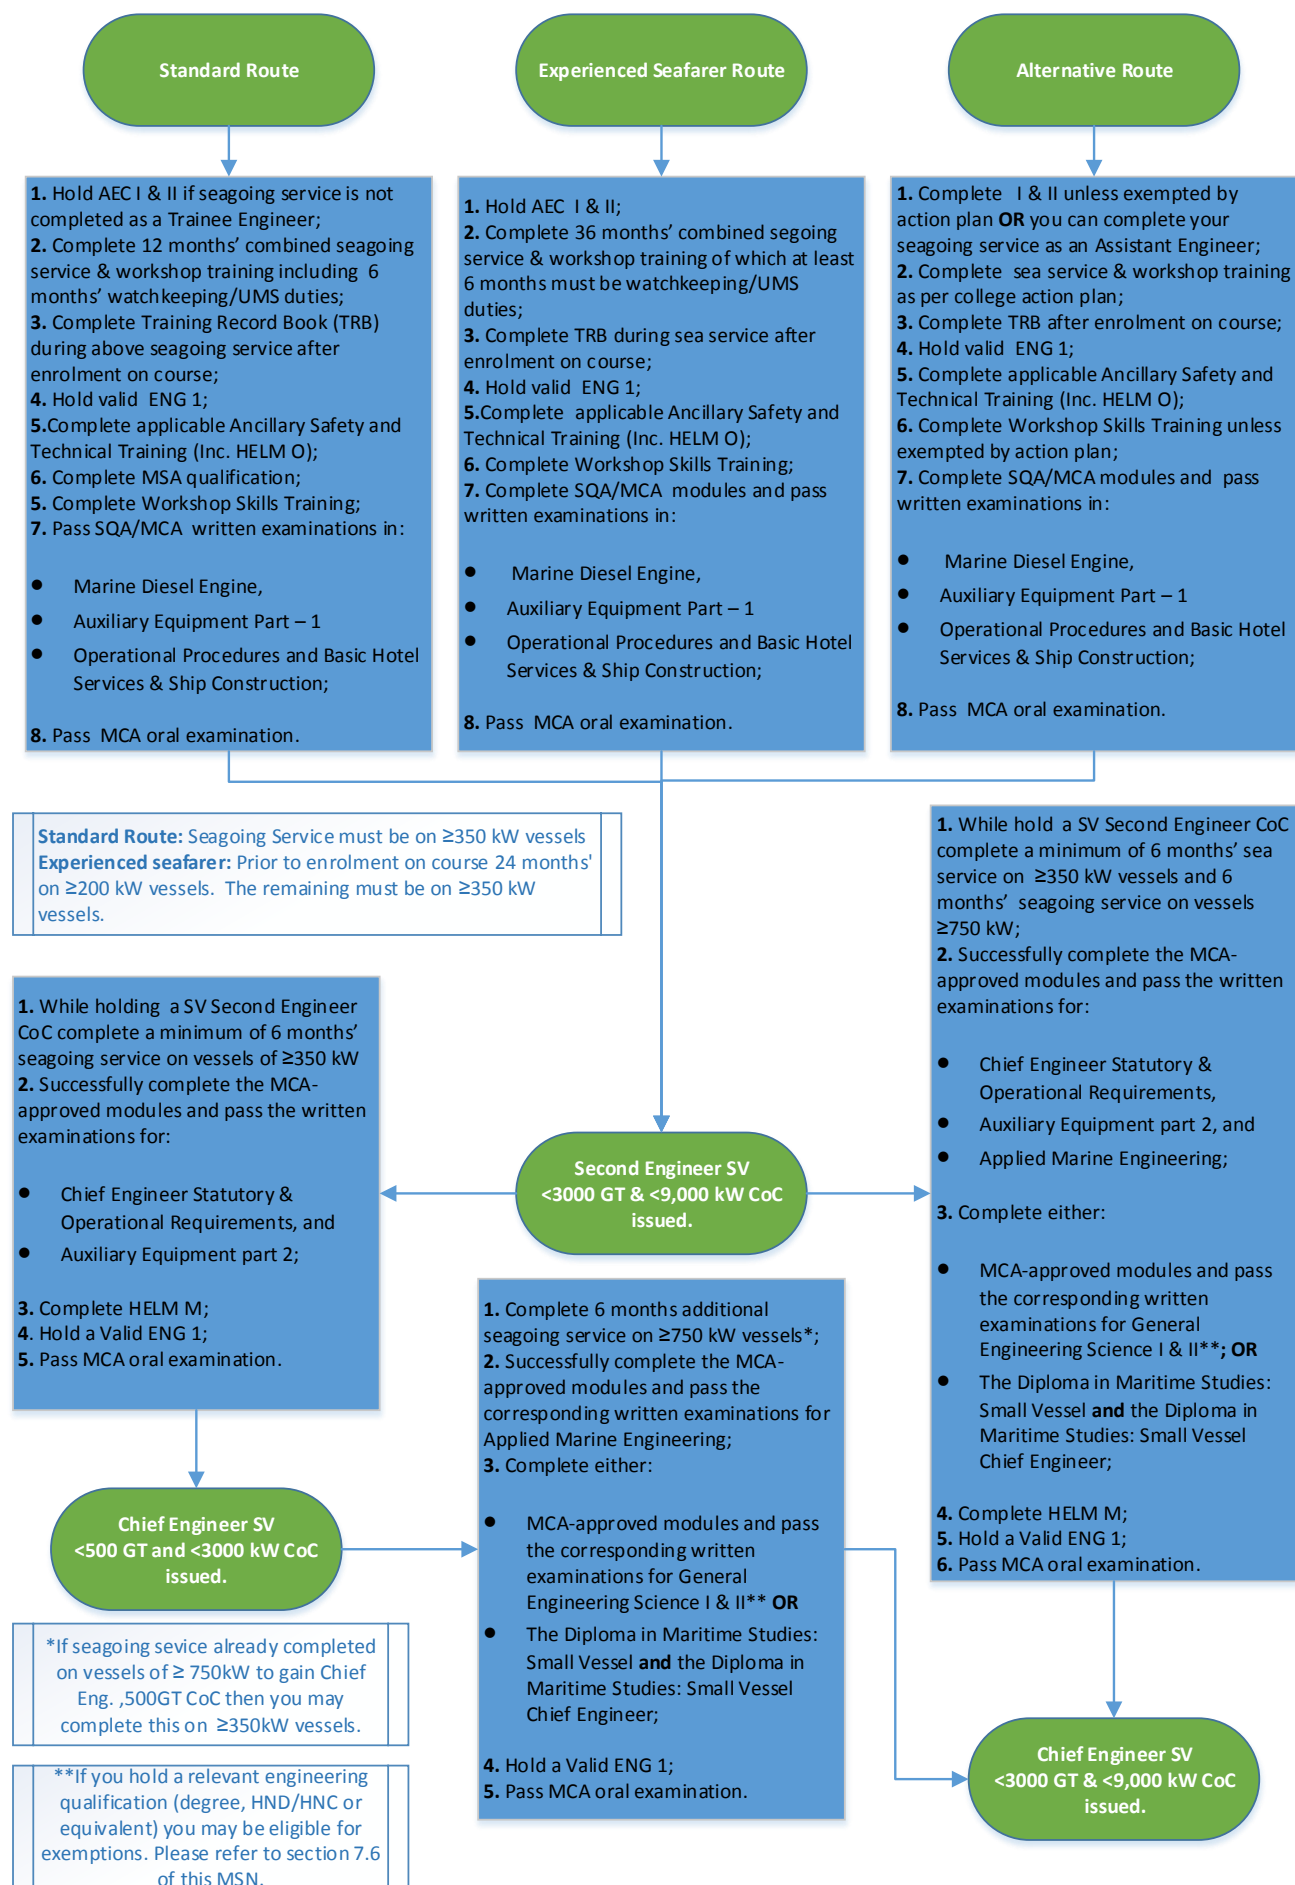 Standard Route
Experienced Seafarer Route
Alternative Route
1. Hold AEC I & II if seagoing service is not
completed as a Trainee Engineer;
2. Complete 12 months’ combined seagoing
service & workshop training including 6
months’ watchkeeping/UMS duties;
3. Complete Training Record Book (TRB)
during above seagoing service after
enrolment on course;
4. Hold valid ENG 1;
5.Complete applicable Ancillary Safety and
Technical Training (Inc. HELM O);
6. Complete MSA qualification;
5. Complete Workshop Skills Training;
7. Pass SQA/MCA written examinations in:
● Marine Diesel Engine,
● Auxiliary Equipment Part – 1
● Operational Procedures and Basic Hotel
Services & Ship Construction;
8. Pass MCA oral examination.
1. Hold AEC I & II;
2. Complete 36 months’ combined segoing
service & workshop training of which at least
6 months must be watchkeeping/UMS
duties;
3. Complete TRB during sea service after
enrolment on course;
4. Hold valid ENG 1;
5.Complete applicable Ancillary Safety and
Technical Training (Inc. HELM O);
6. Complete Workshop Skills Training;
7. Complete SQA/MCA modules and pass
written examinations in:
● Marine Diesel Engine,
● Auxiliary Equipment Part – 1
● Operational Procedures and Basic Hotel
Services & Ship Construction;
8. Pass MCA oral examination.
1. Complete I & II unless exempted by
action plan OR you can complete your
seagoing service as an Assistant Engineer;
2. Complete sea service & workshop training
as per college action plan;
3. Complete TRB after enrolment on course;
4. Hold valid ENG 1;
5. Complete applicable Ancillary Safety and
Technical Training (Inc. HELM O);
6. Complete Workshop Skills Training unless
exempted by action plan;
7. Complete SQA/MCA modules and pass
written examinations in:
● Marine Diesel Engine,
● Auxiliary Equipment Part – 1
● Operational Procedures and Basic Hotel
Services & Ship Construction;
8. Pass MCA oral examination.
Standard Route: Seagoing Service must be on ≥350 kW vessels
Experienced seafarer: Prior to enrolment on course 24 months'
on ≥200 kW vessels. The remaining must be on ≥350 kW
vessels.
1. While holding a SV Second Engineer
CoC complete a minimum of 6 months’
seagoing service on vessels of ≥350 kW
2. Successfully complete the MCA-
approved modules and pass the written
examinations for:
● Chief Engineer Statutory &
Operational Requirements, and
● Auxiliary Equipment part 2;
3. Complete HELM M;
4. Hold a Valid ENG 1;
5. Pass MCA oral examination.
Second Engineer SV
<3000 GT & <9,000 kW CoC
issued.
1. While hold a SV Second Engineer CoC
complete a minimum of 6 months’ sea
service on ≥350 kW vessels and 6
months’ seagoing service on vessels
≥750 kW;
2. Successfully complete the MCA-
approved modules and pass the written
examinations for:
● Chief Engineer Statutory &
Operational Requirements,
● Auxiliary Equipment part 2, and
● Applied Marine Engineering;
3. Complete either:
● MCA-approved modules and pass
the corresponding written
examinations for General
Engineering Science I & II**; OR
● The Diploma in Maritime Studies:
Small Vessel and the Diploma in
Maritime Studies: Small Vessel
Chief Engineer;
4. Complete HELM M;
5. Hold a Valid ENG 1;
6. Pass MCA oral examination.
1. Complete 6 months additional
seagoing service on ≥750 kW vessels*;
2. Successfully complete the MCA-
approved modules and pass the
corresponding written examinations for
Applied Marine Engineering;
3. Complete either:
● MCA-approved modules and pass
the corresponding written
examinations for General
Engineering Science I & II** OR
● The Diploma in Maritime Studies:
Small Vessel and the Diploma in
Maritime Studies: Small Vessel
Chief Engineer;
4. Hold a Valid ENG 1;
5. Pass MCA oral examination.
Chief Engineer SV
<500 GT and <3000 kW CoC
issued.
*If seagoing sevice already completed
on vessels of ≥ 750kW to gain Chief
Eng. ,500GT CoC then you may
complete this on ≥350kW vessels.
**If you hold a relevant engineering
qualification (degree, HND/HNC or
equivalent) you may be eligible for
exemptions. Please refer to section 7.6
of this MSN.
Chief Engineer SV
<3000 GT & <9,000 kW CoC
issued.